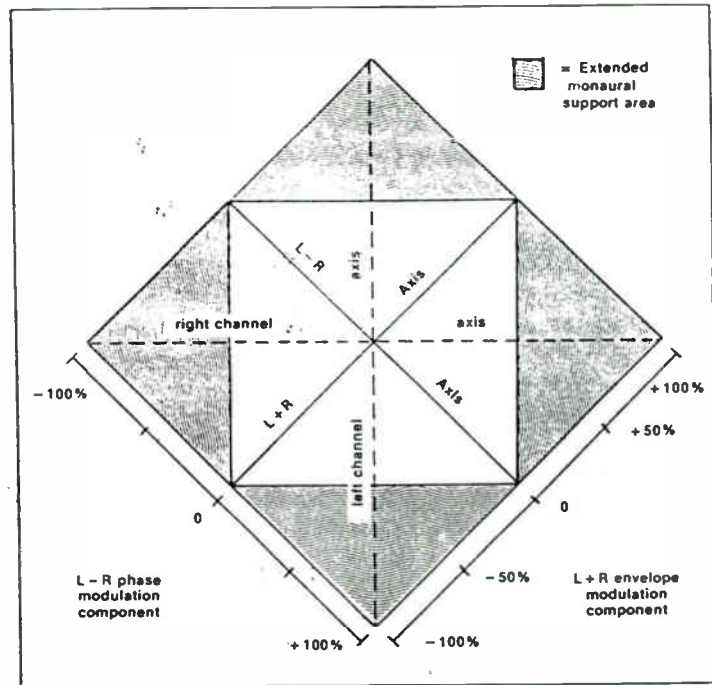 = Extended
monaural
support area
L – R
axis
Axis
right channel
axis
L + R
Axis
left channel
– 100%
0
+ 100%
L – R phase
modulation
component
+ 100%
+ 50%
0
– 50%
– 100%
L + R envelope
modulation
component